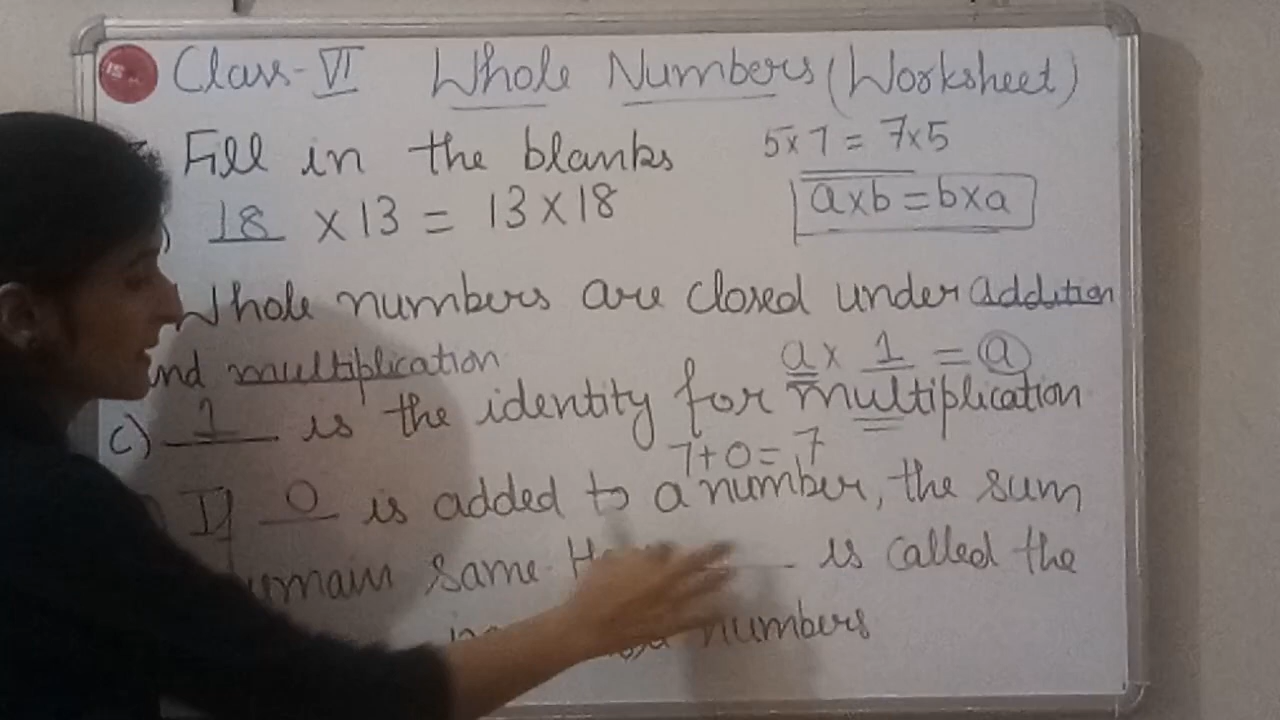 Class-VI Whole Numbers (Worksheet)
Fill in the blanks
5x7 = 7x5
18 x 13 = 13 x 18
axb = bxa
Whole numbers are closed under addition
and multiplication
a x 1 = a
c) 1 is the identity for multiplication
7+0=7
If 0 is added to a number, the sum
remain same. ___ is called the
numbers